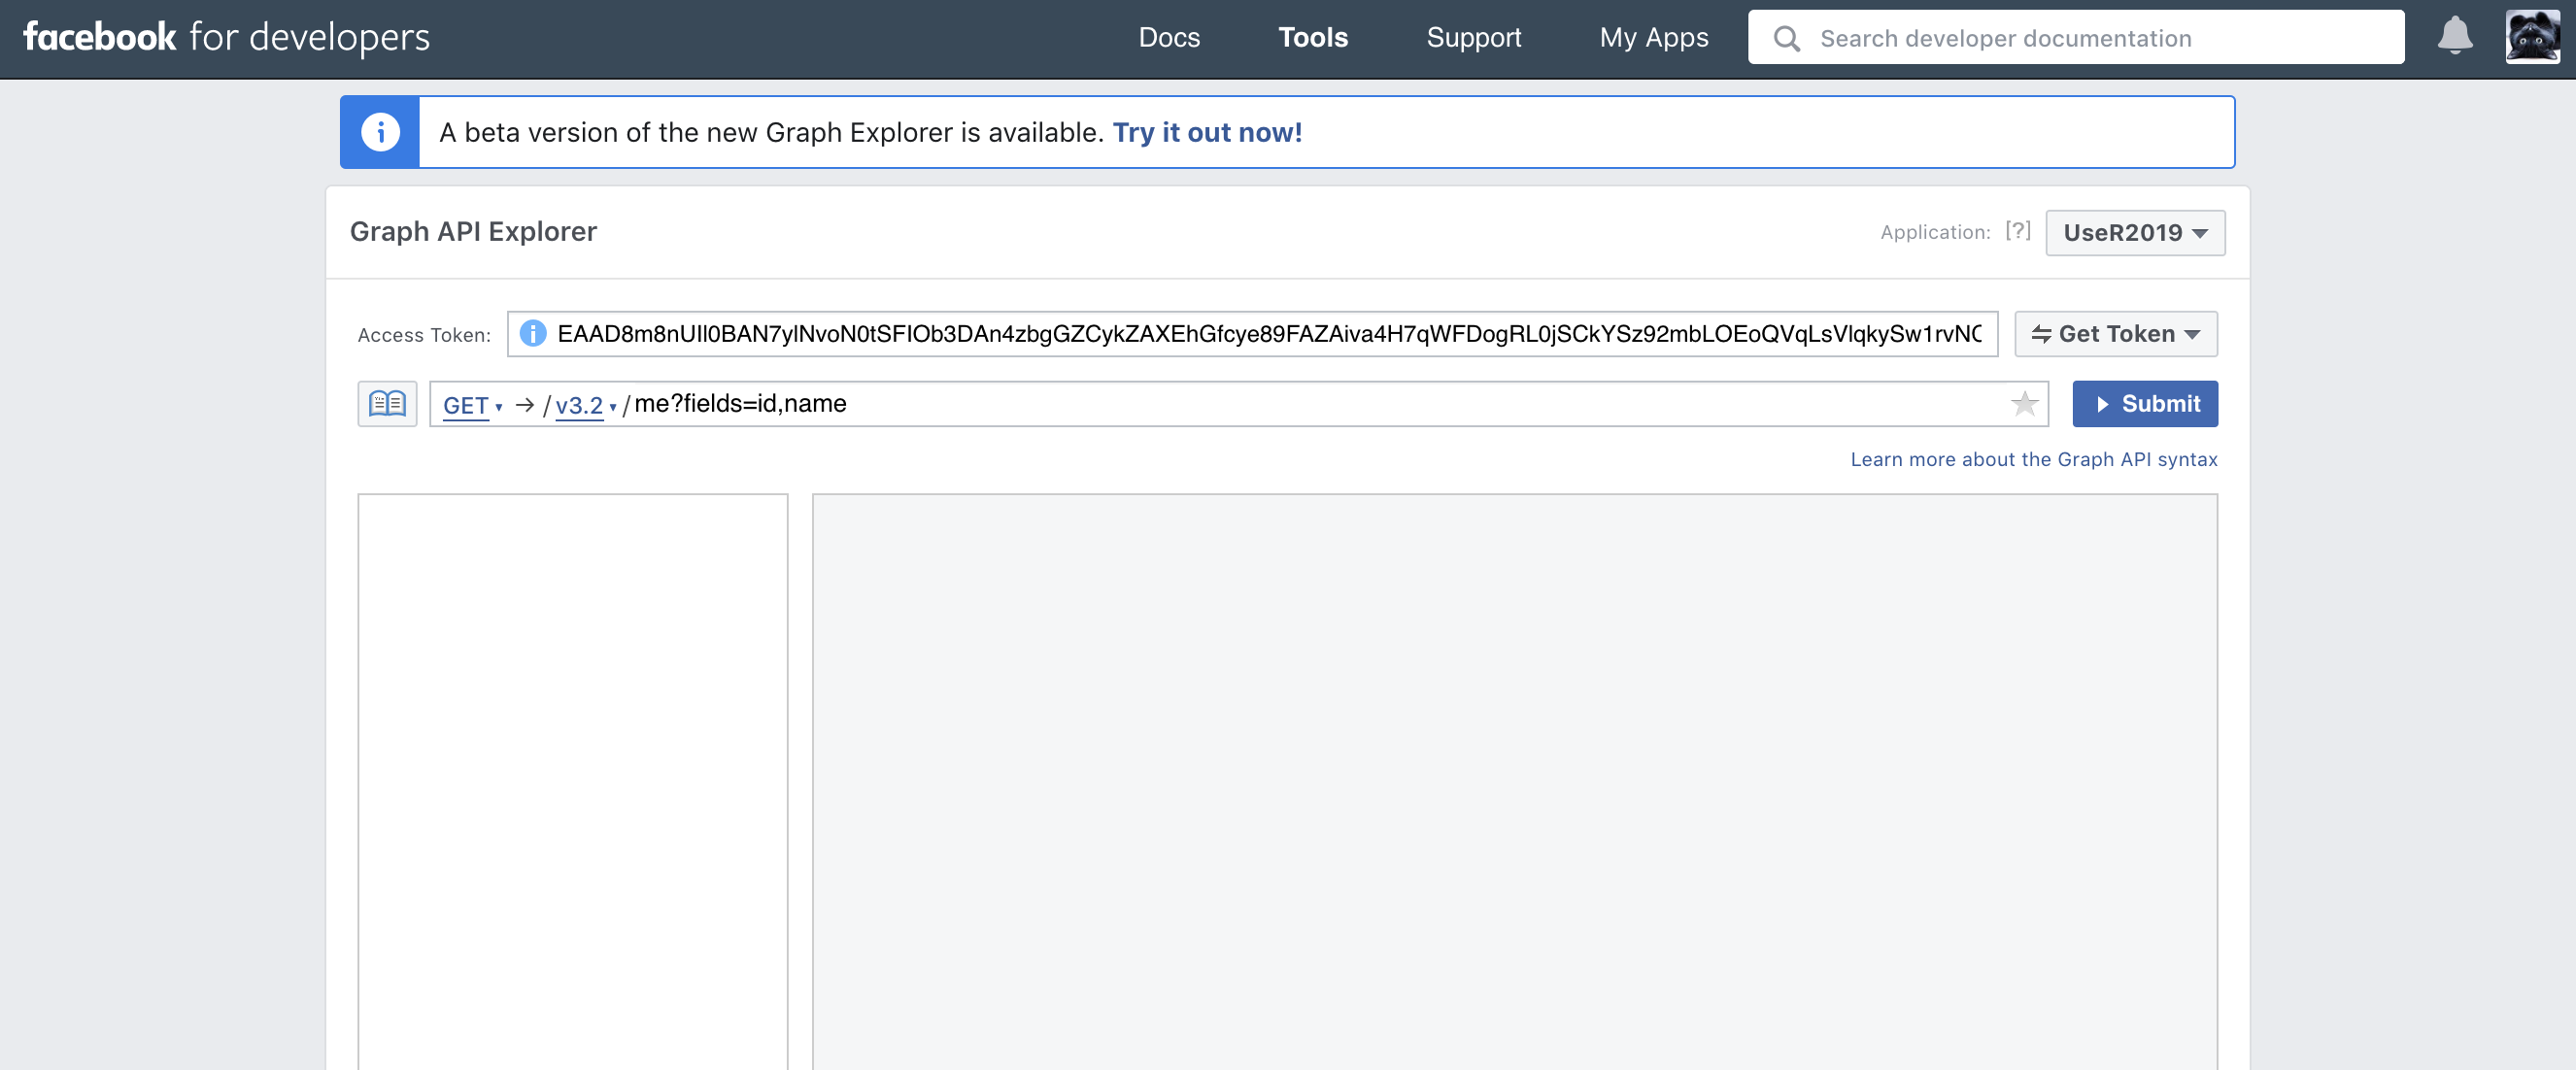 facebook for developers Docs Tools Support My Apps Search developer documentation
A beta version of the new Graph Explorer is available. Try it out now!
Graph API Explorer Application: [?] UseR2019
Access Token: Get Token
GET → / v3.2 / me?fields=id,name Submit
Learn more about the Graph API syntax